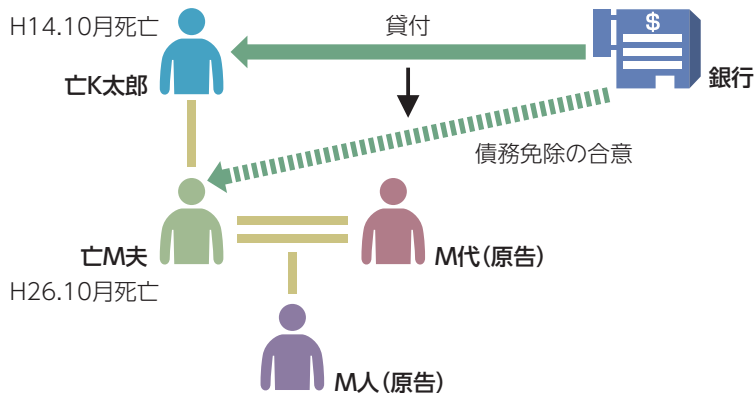 H14.10月死亡
貸付
$
亡K太郎
銀行
債務免除の合意
亡M夫
M代(原告)
H26.10月死亡
M人(原告)